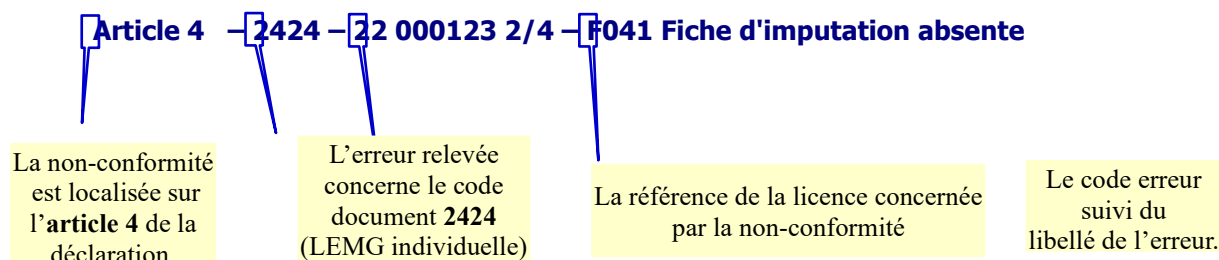 Article 4 – 2424 – 22 000123 2/4 – F041 Fiche d'imputation absente
La non-conformité
est localisée sur
l’article 4 de la
déclaration
L’erreur relevée
concerne le code
document 2424
(LEMG individuelle)
La référence de la licence concernée
par la non-conformité
Le code erreur
suivi du
libellé de l’erreur.